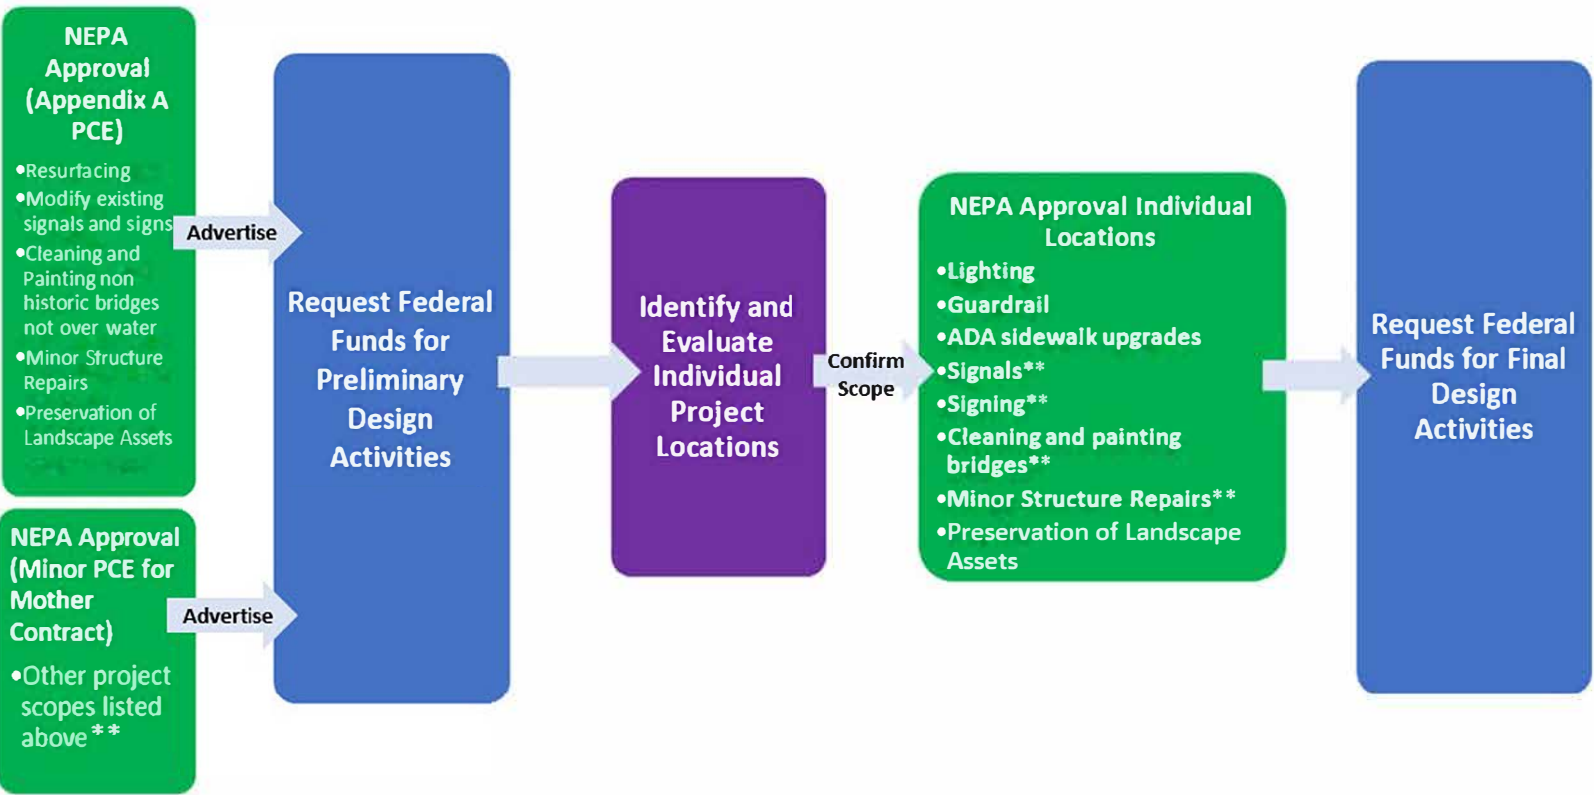 NEPA
Approval
(Appendix A
PCE)
•Resurfacing
•Modify existing
signals and signs
•Cleaning and
Painting non
historic bridges
not over water
•Minor Structure
Repairs
•Preservation of
Landscape Assets
NEPA Approval
(Minor PCE for
Mother
Contract)
•Other project
scopes listed
above**
Advertise
Advertise
Request Federal
Funds for
Preliminary
Design
Activities
Identify and
Evaluate
Individual
Project
Locations
Confirm
Scope
NEPA Approval Individual
Locations
•Lighting
•Guardrail
•ADA sidewalk upgrades
•Signals**
•Signing**
•Cleaning and painting
bridges**
•Minor Structure Repairs**
•Preservation of Landscape
Assets
Request Federal
Funds for Final
Design
Activities